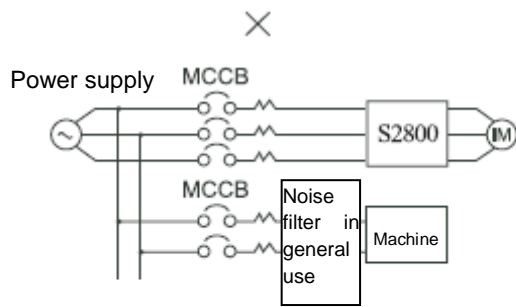 Power supply
MCCB
S2800
IM
MCCB
Noise
filter in
general
use
Machine